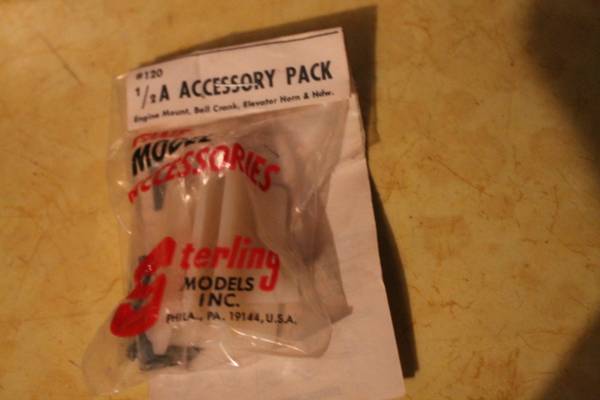 #120
1/2 A ACCESSORY PACK
Engine Mount, Bell Crank, Elevator Horn & Hdw.
MODEL
ACCESSORIES
Sterling
MODELS
INC.
PHILA., PA. 19144, U.S.A.